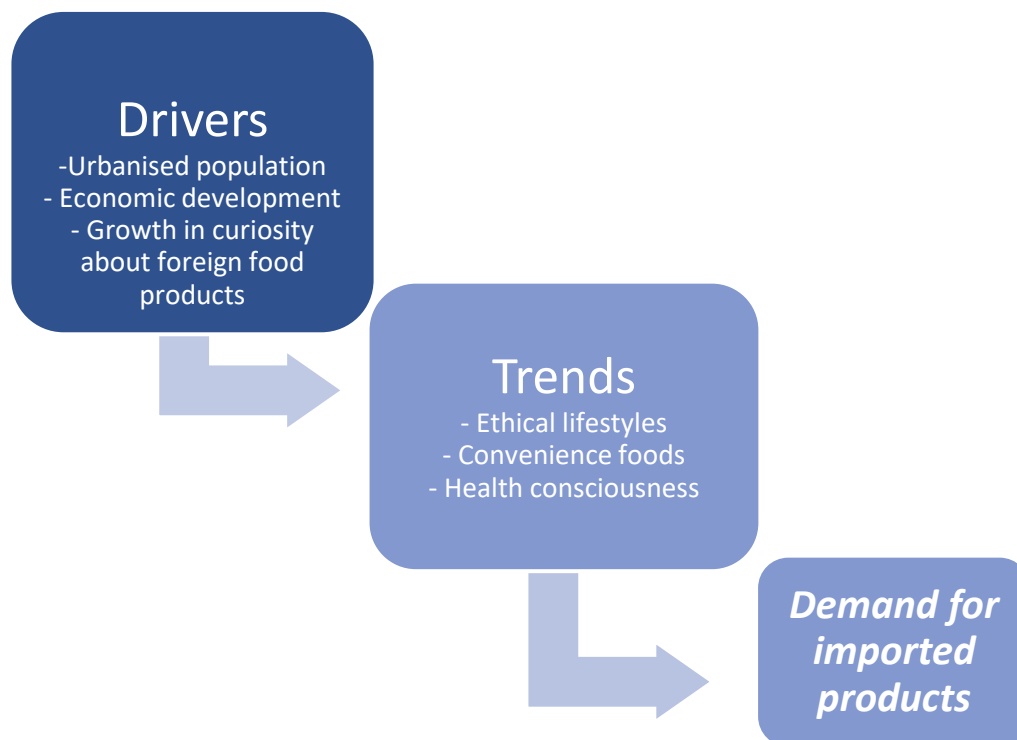 Drivers
-Urbanised population
- Economic development
- Growth in curiosity
about foreign food
products
Trends
- Ethical lifestyles
- Convenience foods
- Health consciousness
Demand for
imported
products